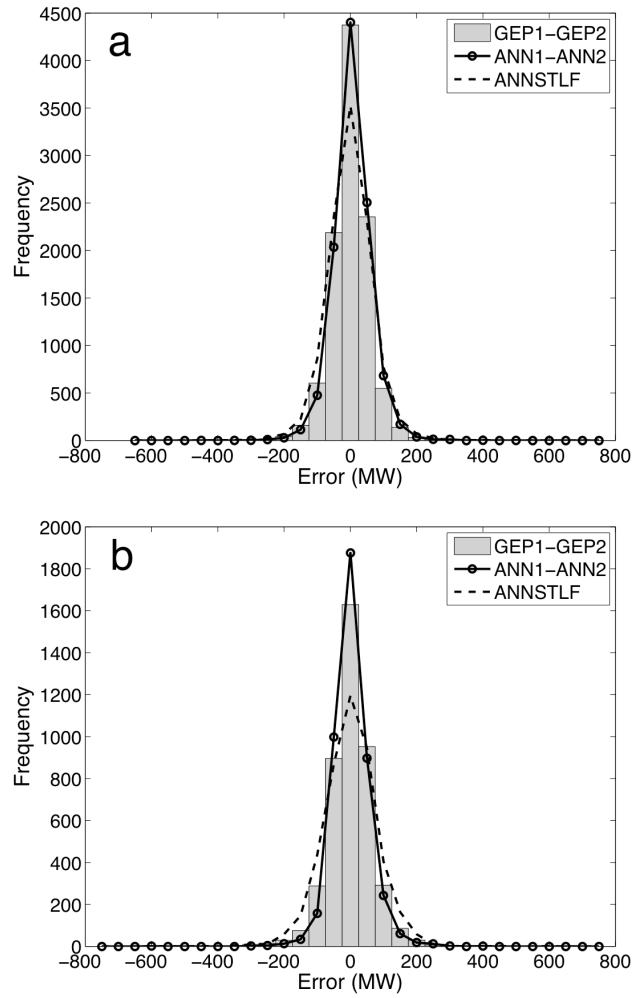 a
GEP1−GEP2
ANN1−ANN2
ANNSTLF
4500
4000
3500
3000
2500
2000
1500
1000
500
0
Frequency
−800 −600 −400 −200 0 200 400 600 800
Error (MW)
b
GEP1−GEP2
ANN1−ANN2
ANNSTLF
2000
1800
1600
1400
1200
1000
800
600
400
200
0
Frequency
−800 −600 −400 −200 0 200 400 600 800
Error (MW)